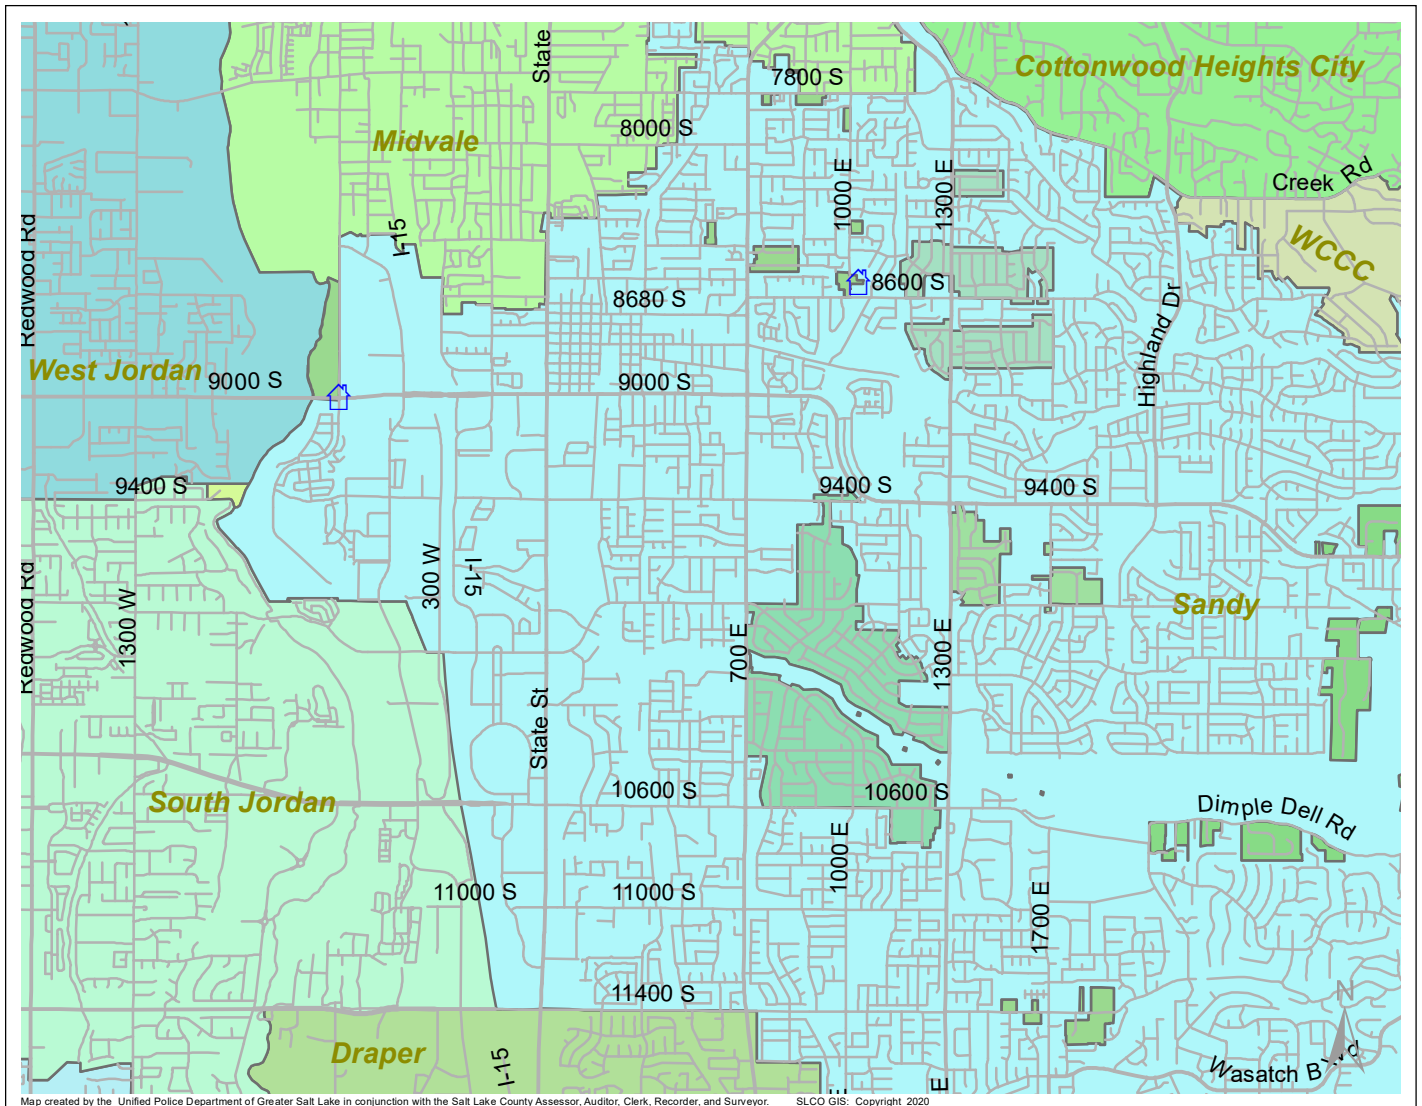 State
7800 S
Cottonwood Heights City
8000 S
Midvale
1000 E
1300 E
Creek Rd
Redwood Rd
I-15
WCCC
8600 S
8680 S
Highland Dr
West Jordan
9000 S
9000 S
9400 S
9400 S
9400 S
300 W
I-15
Redwood Rd
1300 W
Sandy
700 E
1300 E
State St
10600 S
10600 S
South Jordan
Dimple Dell Rd
1000 E
11000 S
11000 S
1700 E
11400 S
N
Draper
I-15
Wasatch Blvd
E
E
Map created by the Unified Police Department of Greater Salt Lake in conjunction with the Salt Lake County Assessor, Auditor, Clerk, Recorder, and Surveyor. SLCO GIS: Copyright 2020